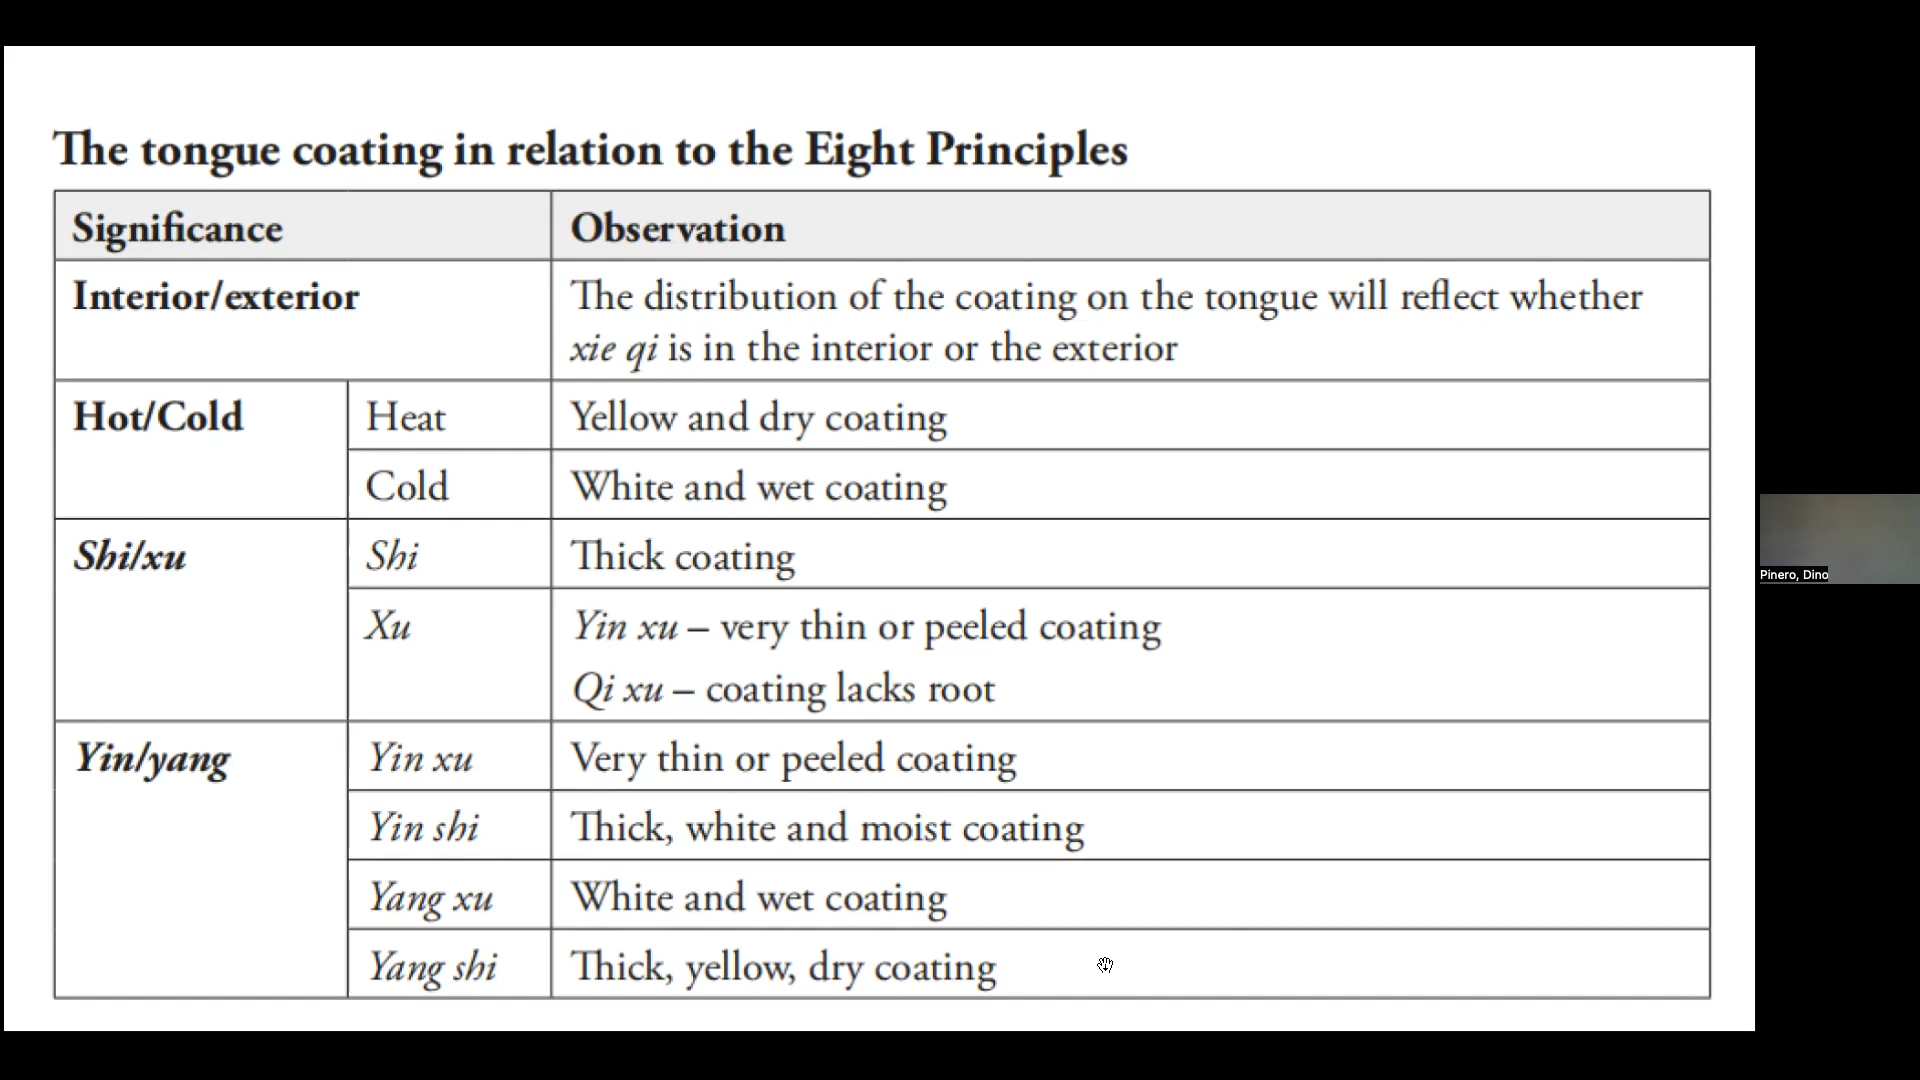 The tongue coating in relation to the Eight Principles
Significance
Observation
Interior/exterior
The distribution of the coating on the tongue will reflect whether
xie qi is in the interior or the exterior
Hot/Cold
Heat
Yellow and dry coating
Cold
White and wet coating
Shi/xu
Shi
Thick coating
Xu
Yin xu – very thin or peeled coating
Qi xu – coating lacks root
Yin/yang
Yin xu
Very thin or peeled coating
Yin shi
Thick, white and moist coating
Yang xu
White and wet coating
Yang shi
Thick, yellow, dry coating
Pinero, Dino